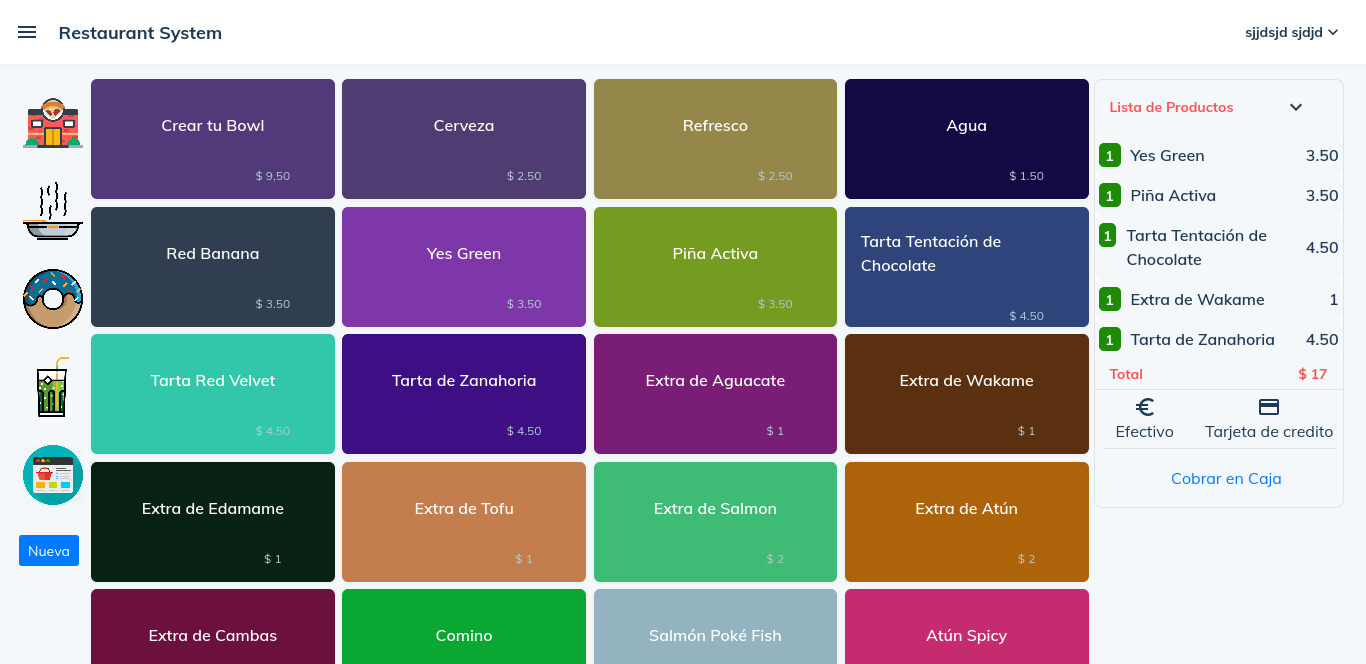 Restaurant System
sjjdsjd sjdjd
Crear tu Bowl
$ 9,50
Cerveza
$ 2.50
Refresco
$ 2.50
Agua
$ 1.50
Red Banana
$ 3.50
Yes Green
$ 3.50
Piña Activa
$ 3.50
Tarta Tentación de
Chocolate
$ 4.50
Tarta Red Velvet
$ 4.50
Tarta de Zanahoria
$ 4.50
Extra de Aguacate
$ 1
Extra de Wakame
$ 1
Extra de Edamame
$ 1
Extra de Tofu
$ 1
Extra de Salmon
$ 2
Extra de Atún
$ 2
Extra de Cambas
Comino
Salmón Poké Fish
Atún Spicy
Nueva
Lista de Productos
1 Yes Green 3.50
1 Piña Activa 3.50
1 Tarta Tentación de
Chocolate 4.50
1 Extra de Wakame 1
1 Tarta de Zanahoria 4.50
Total $ 17
Efectivo Tarjeta de credito
Cobrar en Caja